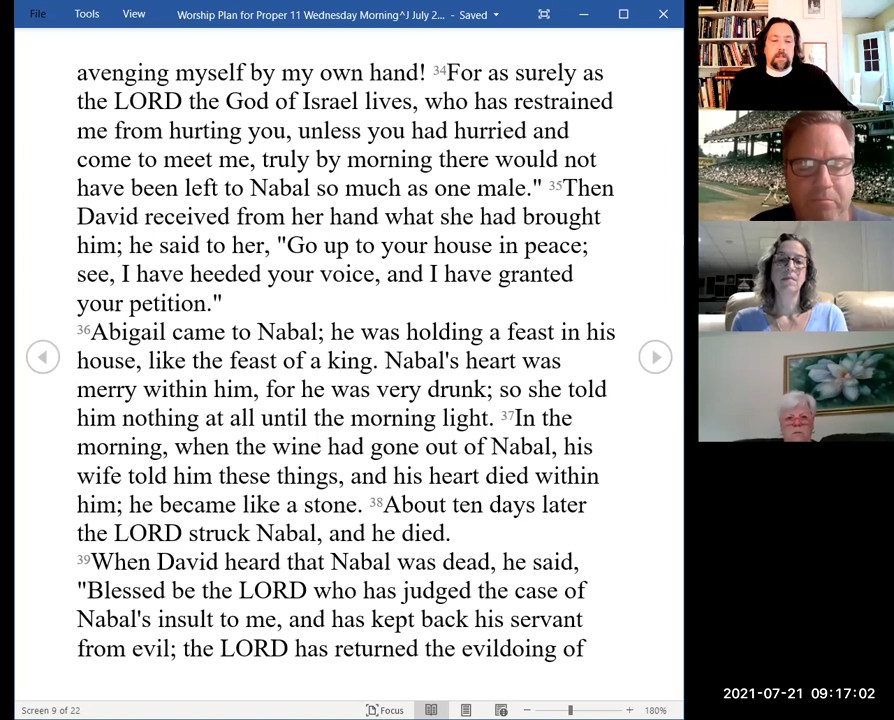 File Tools View Worship Plan for Proper 11 Wednesday Morning^J July 2... - Saved
avenging myself by my own hand! 34For as surely as
the LORD the God of Israel lives, who has restrained
me from hurting you, unless you had hurried and
come to meet me, truly by morning there would not
have been left to Nabal so much as one male." 35Then
David received from her hand what she had brought
him; he said to her, "Go up to your house in peace;
see, I have heeded your voice, and I have granted
your petition."
36Abigail came to Nabal; he was holding a feast in his
house, like the feast of a king. Nabal's heart was
merry within him, for he was very drunk; so she told
him nothing at all until the morning light. 37In the
morning, when the wine had gone out of Nabal, his
wife told him these things, and his heart died within
him; he became like a stone. 38About ten days later
the LORD struck Nabal, and he died.
39When David heard that Nabal was dead, he said,
"Blessed be the LORD who has judged the case of
Nabal's insult to me, and has kept back his servant
from evil; the LORD has returned the evildoing of
2021-07-21 09:17:02
Screen 9 of 22 Focus 180%